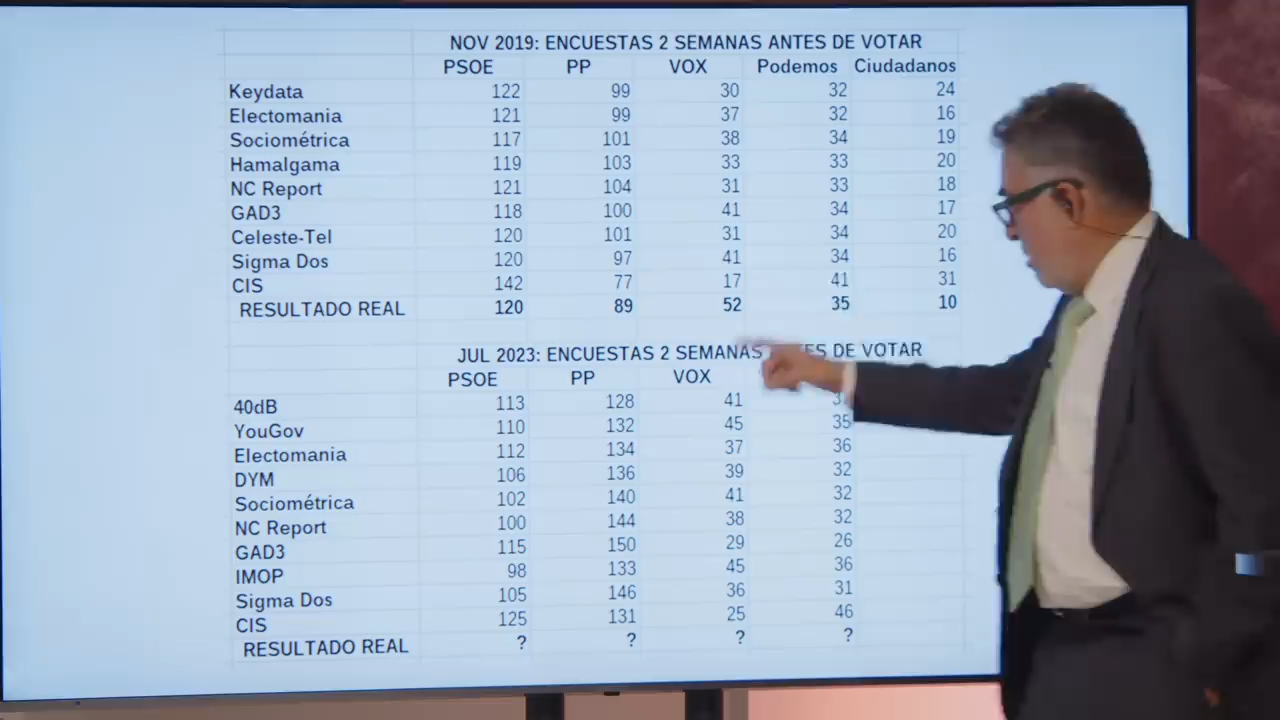 NOV 2019: ENCUESTAS 2 SEMANAS ANTES DE VOTAR
PSOE PP VOX Podemos Ciudadanos
Keydata 122 99 30 32 24
Electomania 121 99 37 32 16
Sociométrica 117 101 38 34 19
Hamalgama 119 103 33 33 20
NC Report 121 104 31 33 18
GAD3 118 100 41 34 17
Celeste-Tel 120 101 31 34 20
Sigma Dos 120 97 41 34 16
CIS 142 77 17 41 31
RESULTADO REAL 120 89 52 35 10
JUL 2023: ENCUESTAS 2 SEMANAS DE VOTAR
PSOE PP VOX
40dB 113 128 41
YouGov 110 132 45 35
Electomania 112 134 37 36
DYM 106 136 39 32
Sociométrica 102 140 41 32
NC Report 100 144 38 32
GAD3 115 150 29 26
IMOP 98 133 45 36
Sigma Dos 105 146 36 31
CIS 125 131 25 46
RESULTADO REAL ? ? ? ?